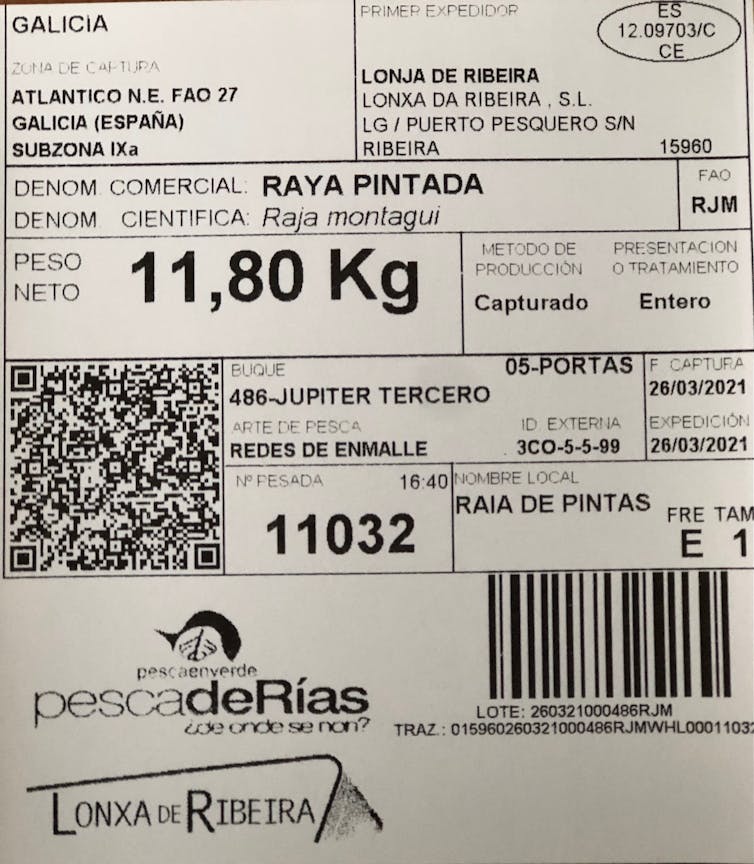 GALICIA
ZONA DE CAPTURA
ATLANTICO N.E. FAO 27
GALICIA (ESPAÑA)
SUBZONA IXa
PRIMER EXPEDIDOR
ES
12.09703/C
CE
LONJA DE RIBEIRA
LONXA DA RIBEIRA , S.L.
LG / PUERTO PESQUERO S/N
RIBEIRA 15960
DENOM. COMERCIAL: RAYA PINTADA
DENOM. CIENTIFICA: Raja montagui
FAO
RJM
PESO
NETO
11,80 Kg
METODO DE
PRODUCCIÓN
Capturado
PRESENTACION
O TRATAMIENTO
Entero
BUQUE 05-PORTAS
486-JUPITER TERCERO
ARTE DE PESCA ID. EXTERNA
REDES DE ENMALLE 3CO-5-5-99
F. CAPTURA
26/03/2021
EXPEDICIÓN
26/03/2021
Nº PESADA 16:40
11032
NOMBRE LOCAL
RAIA DE PINTAS
FRE TAM
E 1
pescaenverde
pescadeRías
¿de onde se non?
LOTE: 260321000486RJM
TRAZ.: 015960260321000486RJMWHL00011032
LONXA DE RIBEIRA